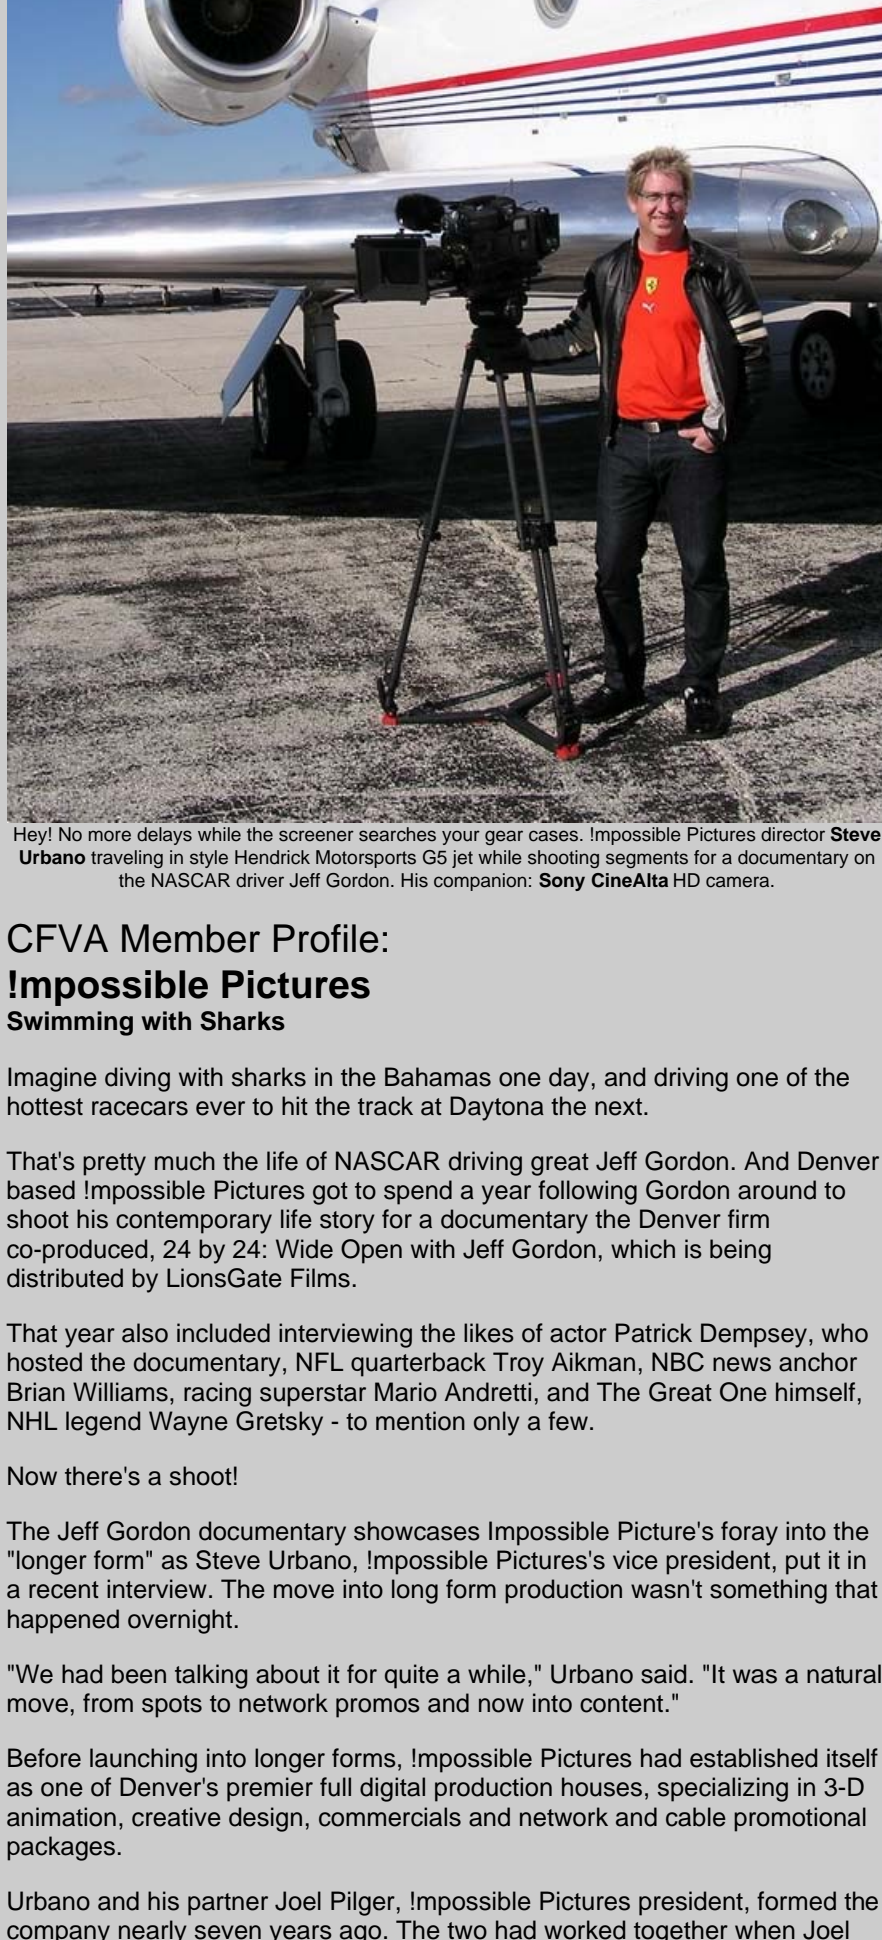 Hey! No more delays while the screener searches your gear cases. !mpossible Pictures director Steve
Urbano traveling in style Hendrick Motorsports G5 jet while shooting segments for a documentary on
the NASCAR driver Jeff Gordon. His companion: Sony CineAlta HD camera.
CFVA Member Profile:
!mpossible Pictures
Swimming with Sharks
Imagine diving with sharks in the Bahamas one day, and driving one of the
hottest racecars ever to hit the track at Daytona the next.
That's pretty much the life of NASCAR driving great Jeff Gordon. And Denver
based !mpossible Pictures got to spend a year following Gordon around to
shoot his contemporary life story for a documentary the Denver firm
co-produced, 24 by 24: Wide Open with Jeff Gordon, which is being
distributed by LionsGate Films.
That year also included interviewing the likes of actor Patrick Dempsey, who
hosted the documentary, NFL quarterback Troy Aikman, NBC news anchor
Brian Williams, racing superstar Mario Andretti, and The Great One himself,
NHL legend Wayne Gretsky - to mention only a few.
Now there's a shoot!
The Jeff Gordon documentary showcases Impossible Picture's foray into the
"longer form" as Steve Urbano, !mpossible Pictures's vice president, put it in
a recent interview. The move into long form production wasn't something that
happened overnight.
"We had been talking about it for quite a while," Urbano said. "It was a natural
move, from spots to network promos and now into content."
Before launching into longer forms, !mpossible Pictures had established itself
as one of Denver's premier full digital production houses, specializing in 3-D
animation, creative design, commercials and network and cable promotional
packages.
Urbano and his partner Joel Pilger, !mpossible Pictures president, formed the
company nearly seven years ago. The two had worked together when Joel